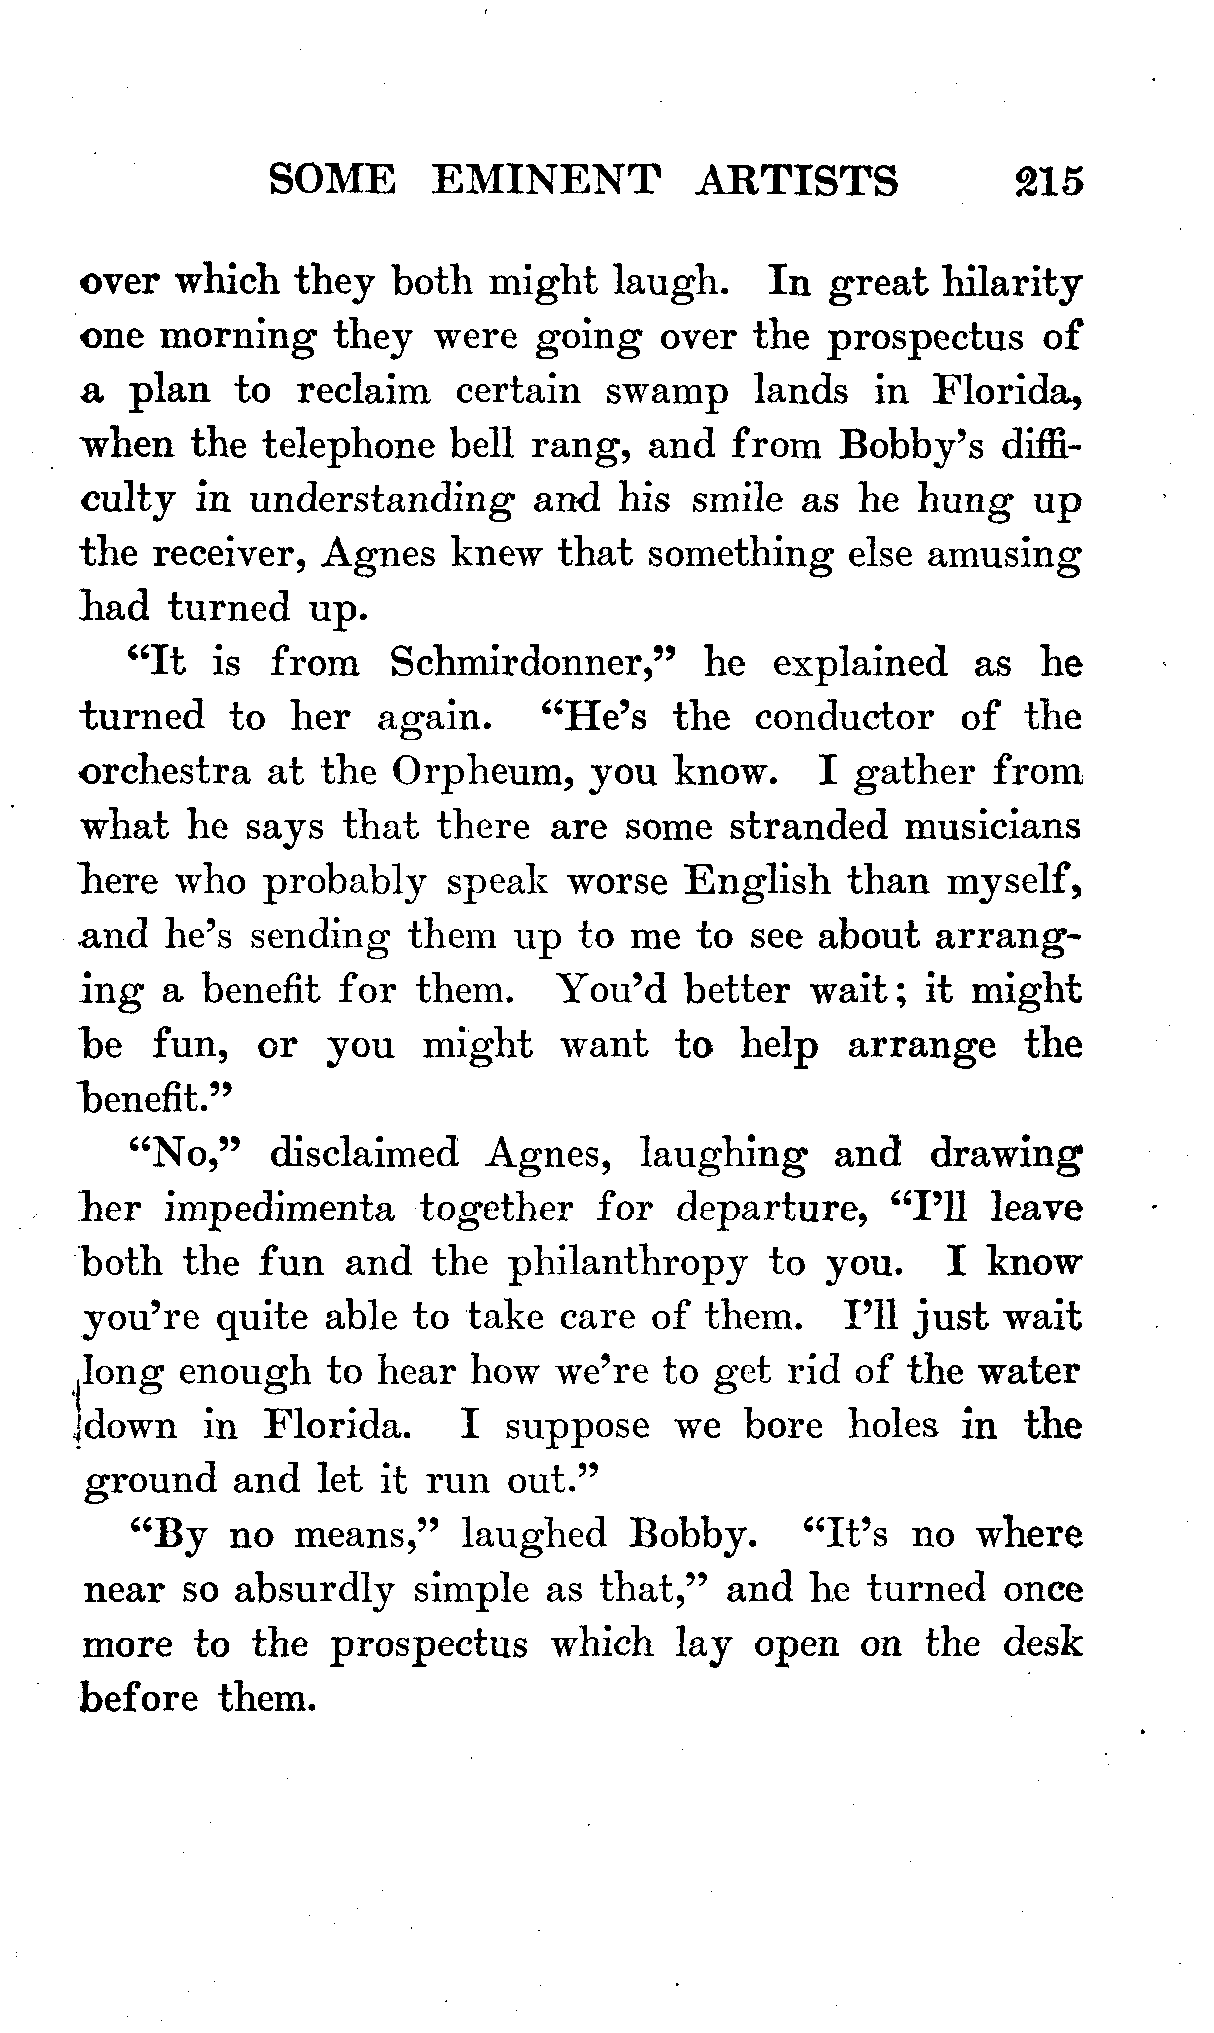 SOME EMINENT ARTISTS 215
over which they both might laugh. In great hilarity
one morning they were going over the prospectus of
a plan to reclaim certain swamp lands in Florida,
when the telephone bell rang, and from Bobby's diffi-
culty in understanding and his smile as he hung up
the receiver, Agnes knew that something else amusing
had turned up.
"It is from Schmirdonner," he explained as he
turned to her again. "He's the conductor of the
orchestra at the Orpheum, you know. I gather from
what he says that there are some stranded musicians
here who probably speak worse English than myself,
and he's sending them up to me to see about arrang-
ing a benefit for them. You'd better wait; it might
be fun, or you might want to help arrange the
benefit."
"No," disclaimed Agnes, laughing and drawing
her impedimenta together for departure, "I'll leave
both the fun and the philanthropy to you. I know
you're quite able to take care of them. I'll just wait
long enough to hear how we're to get rid of the water
down in Florida. I suppose we bore holes in the
ground and let it run out."
"By no means," laughed Bobby. "It's no where
near so absurdly simple as that," and he turned once
more to the prospectus which lay open on the desk
before them.